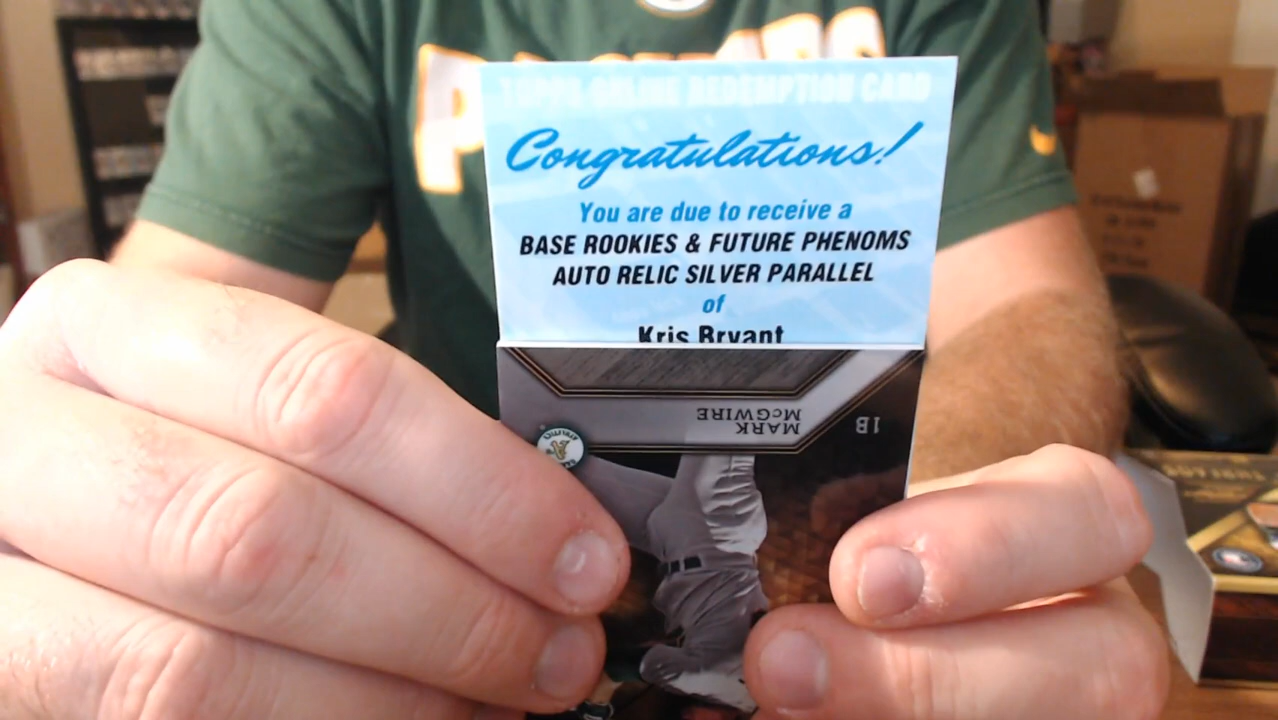 TOPPS ONLINE REDEMPTION CARD
Congratulations!
You are due to receive a
BASE ROOKIES & FUTURE PHENOMS
AUTO RELIC SILVER PARALLEL
of
Kris Bryant
1B
MARK
McGWIRE